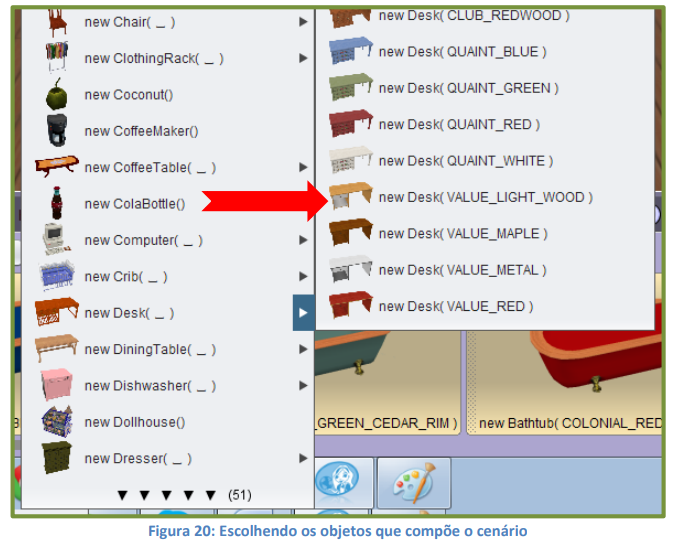 new Chair( _ )
new ClothingRack( _ )
new Coconut()
new CoffeeMaker()
new CoffeeTable( _ )
new ColaBottle()
new Computer( _ )
new Crib( _ )
new Desk( _ )
new DiningTable( _ )
new Dishwasher( _ )
new Dollhouse()
new Dresser( _ )
▼ ▼ ▼ ▼ ▼ (51)
new Desk( CLUB_REDWOOD )
new Desk( QUAINT_BLUE )
new Desk( QUAINT_GREEN )
new Desk( QUAINT_RED )
new Desk( QUAINT_WHITE )
new Desk( VALUE_LIGHT_WOOD )
new Desk( VALUE_MAPLE )
new Desk( VALUE_METAL )
new Desk( VALUE_RED )
_GREEN_CEDAR_RIM )
new Bathtub( COLONIAL_RED
Figura 20: Escolhendo os objetos que compõe o cenário